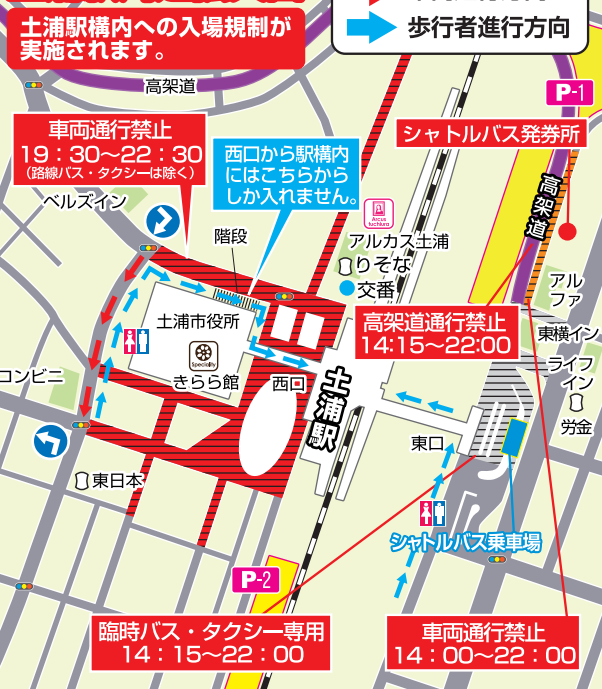 土浦駅構内への入場規制が
実施されます。
歩行者進行方向
高架道
P-1
車両通行禁止
19：30～22：30
（路線バス・タクシーは除く）
西口から駅構内
にはこちらから
しか入れません。
シャトルバス発券所
高架道
ベルズイン
階段
Arcus
tuchiura
アルカス土浦
りそな
交番
アル
ファ
土浦市役所
高架道通行禁止
14:15～22:00
東横イン
Speciality
きらら館
コンビニ
西口
土浦駅
ライフ
イン
労金
東口
東日本
シャトルバス乗車場
P-2
臨時バス・タクシー専用
14：15～22：00
車両通行禁止
14：00～22：00